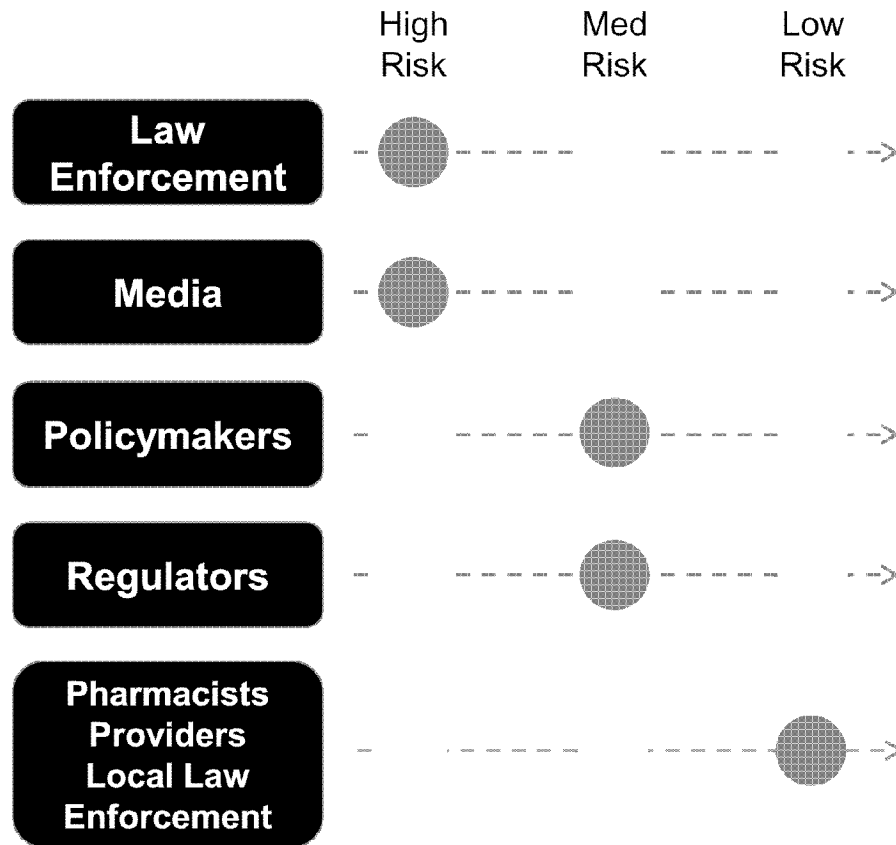 High Risk
Med Risk
Low Risk
Law
Enforcement
Media
Policymakers
Regulators
Pharmacists
Providers
Local Law
Enforcement